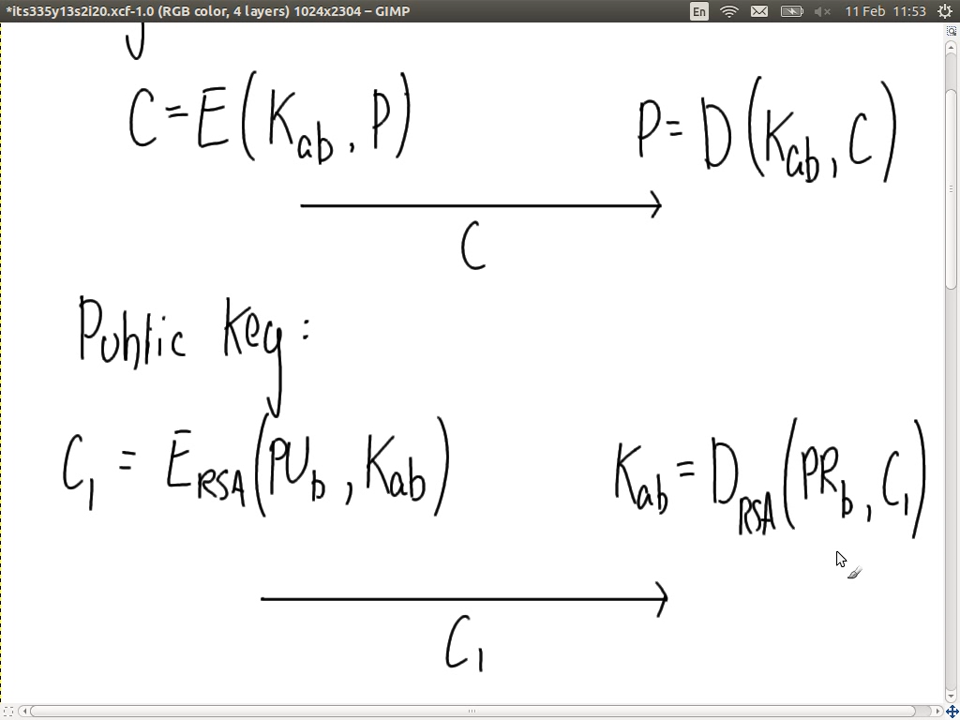 *its335y13s2i20.xcf-1.0 (RGB color, 4 layers) 1024x2304 – GIMP En 11 Feb 11:53
C = E(Kab, P) P = D(Kab, C)
C
Public Key:
C1 = ERSA(PUb, Kab) Kab = DRSA(PRb, C1)
C1